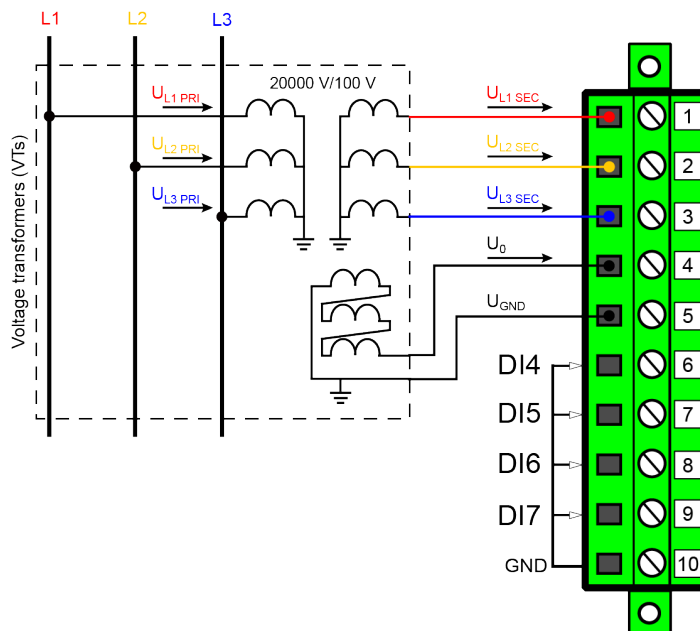 L1 L2 L3
20000 V/100 V
Voltage transformers (VTs)
UL1 PRI
UL1 SEC
1
UL2 PRI
UL2 SEC
2
UL3 PRI
UL3 SEC
3
U0
4
UGND
5
DI4
6
DI5
7
DI6
8
DI7
9
GND
10